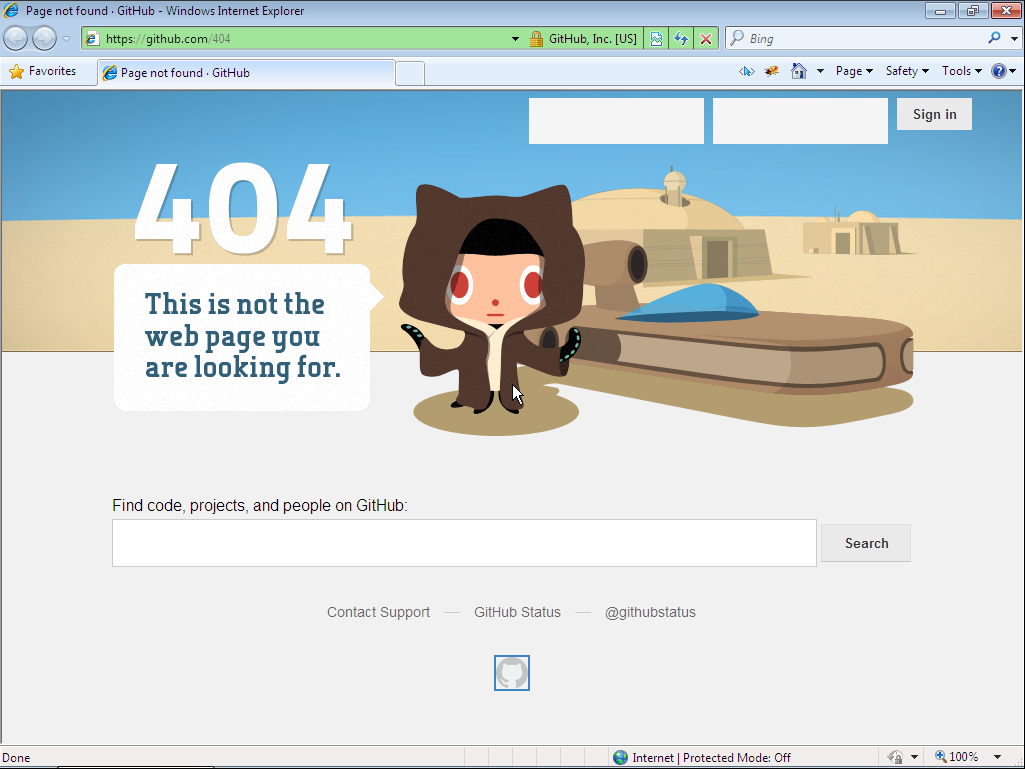 Page not found · GitHub - Windows Internet Explorer
https://github.com/404
GitHub, Inc. [US]
Bing
Favorites
Page not found · GitHub
Page
Safety
Tools
Sign in
404
This is not the
web page you
are looking for.
Find code, projects, and people on GitHub:
Search
Contact Support — GitHub Status — @githubstatus
Done
Internet | Protected Mode: Off
100%